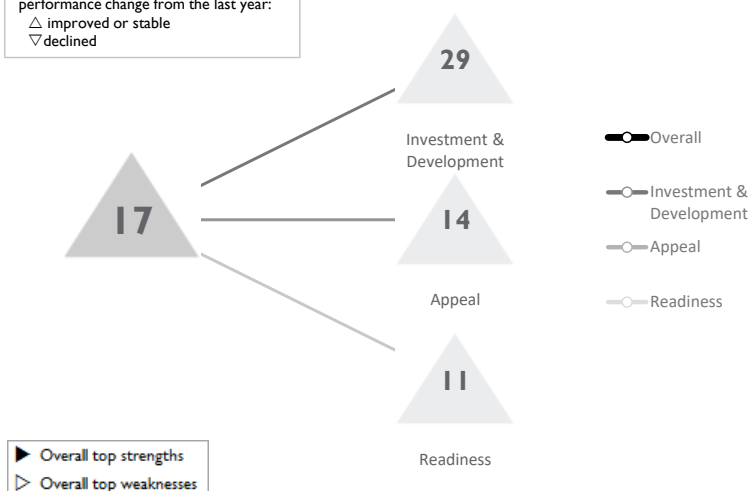 performance change from the last year:
△ improved or stable
▽ declined
29
Investment &
Development
17
14
Appeal
11
Readiness
Overall
Investment &
Development
Appeal
Readiness
▶ Overall top strengths
▷ Overall top weaknesses